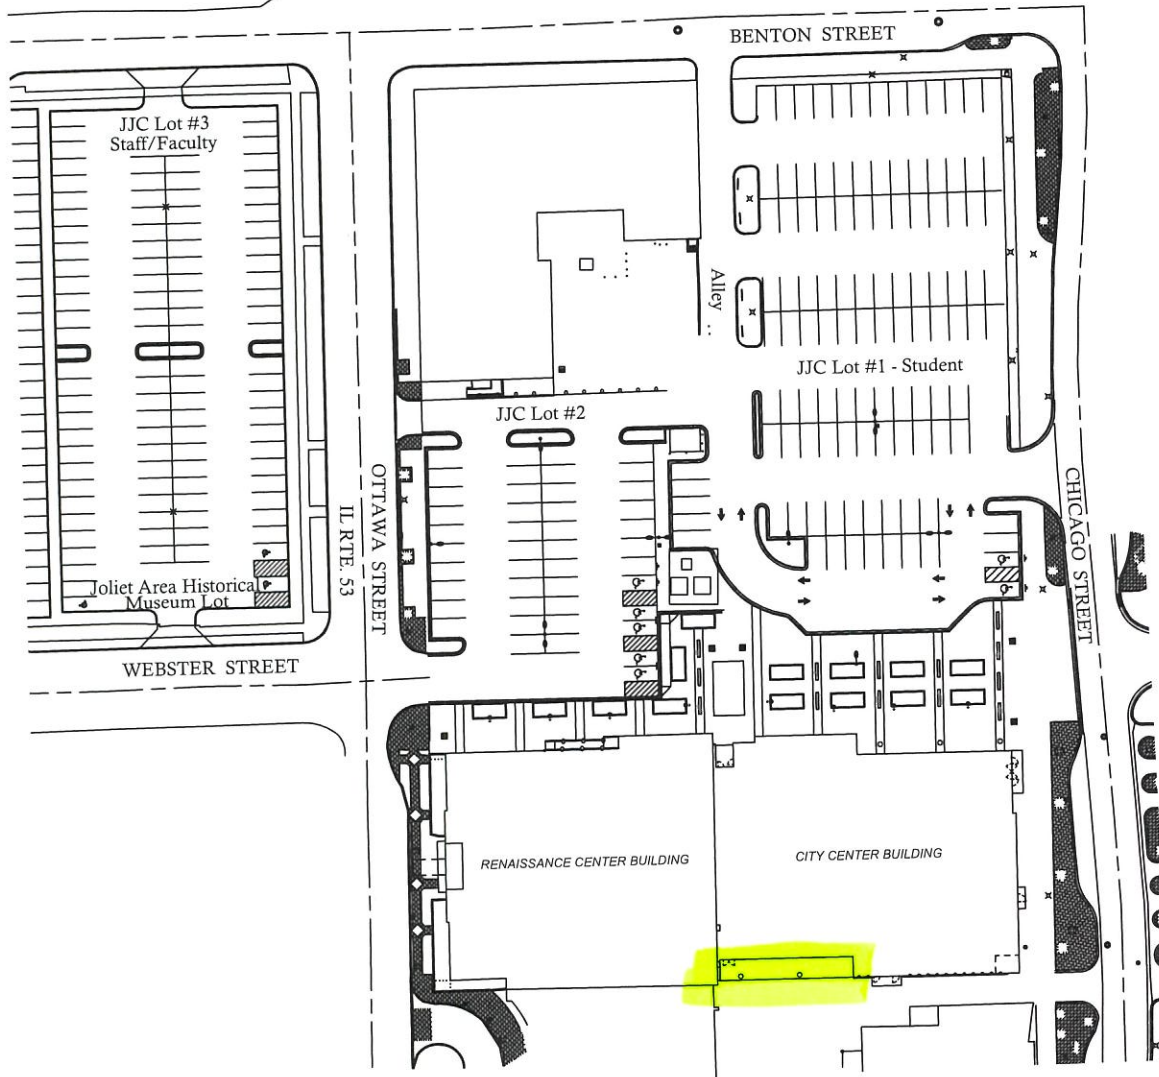 BENTON STREET
JJC Lot #3
Staff/Faculty
Alley
JJC Lot #1 - Student
JJC Lot #2
OTTAWA STREET
IL RTE. 53
CHICAGO STREET
Joliet Area Historical
Museum Lot
WEBSTER STREET
RENAISSANCE CENTER BUILDING
CITY CENTER BUILDING